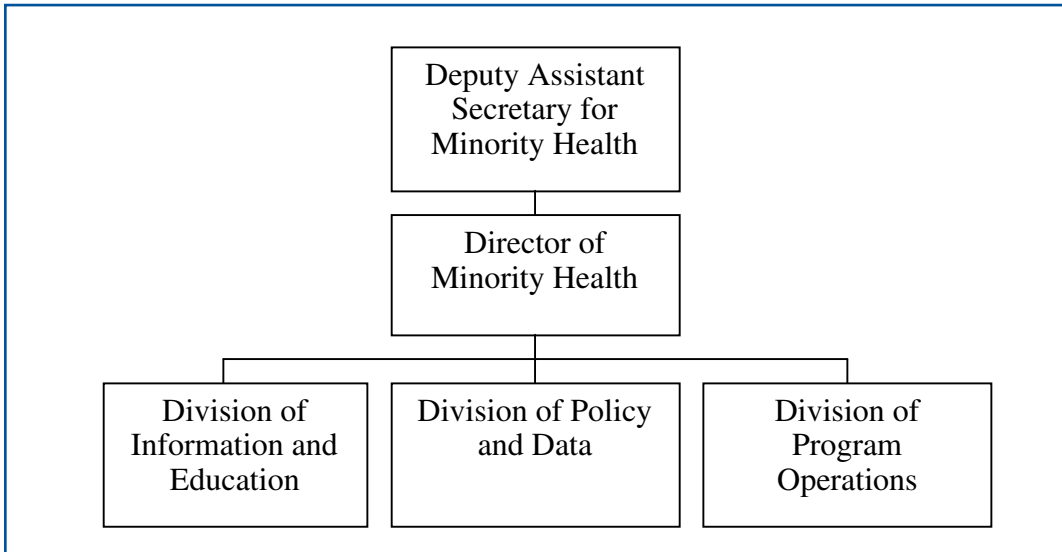 Deputy Assistant
Secretary for
Minority Health
Director of
Minority Health
Division of
Information and
Education
Division of Policy
and Data
Division of
Program
Operations